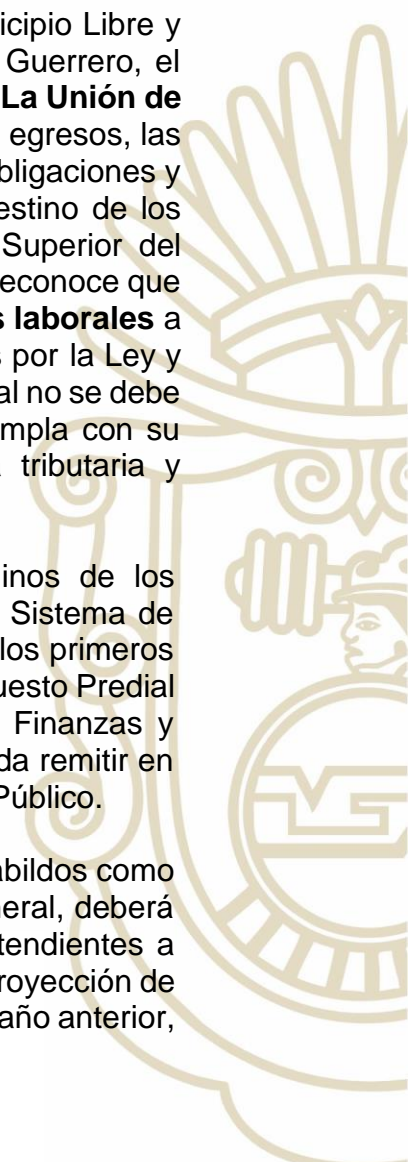 icipio Libre y
Guerrero, el
La Unión de
egresos, las
bligaciones y
estino de los
Superior del
econoce que
s laborales a
s por la Ley y
al no se debe
mpla con su
tributaria y
inos de los
Sistema de
los primeros
uesto Predial
Finanzas y
da remitir en
Público.
abildos como
neral, deberá
tendientes a
royección de
año anterior,